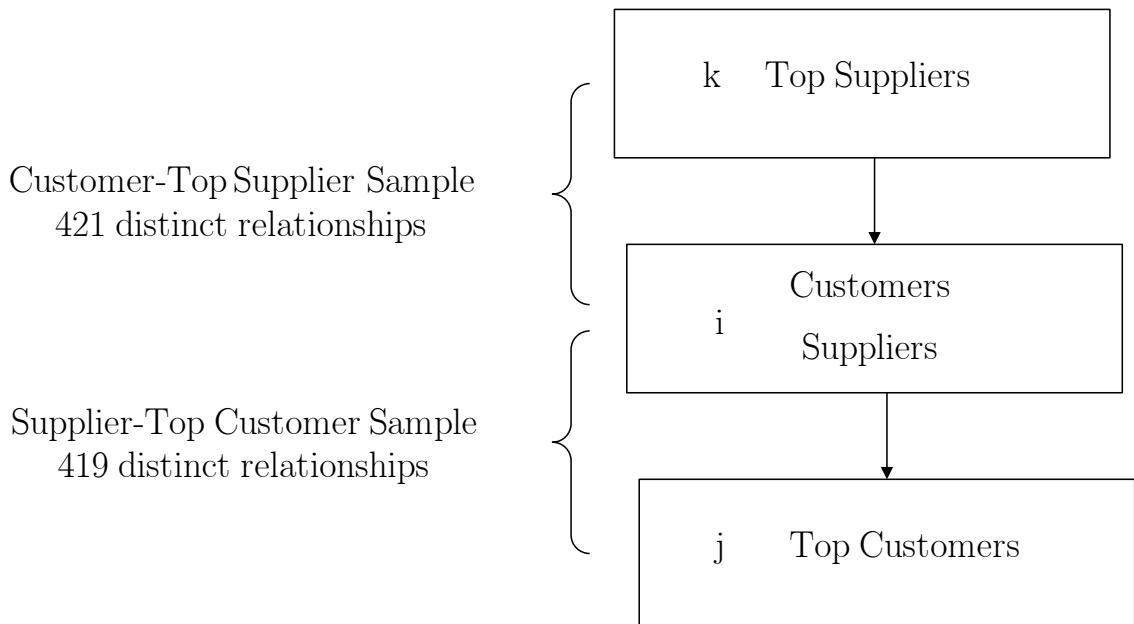 k Top Suppliers
Customer-Top Supplier Sample
421 distinct relationships
Customers
i
Suppliers
Supplier-Top Customer Sample
419 distinct relationships
j Top Customers